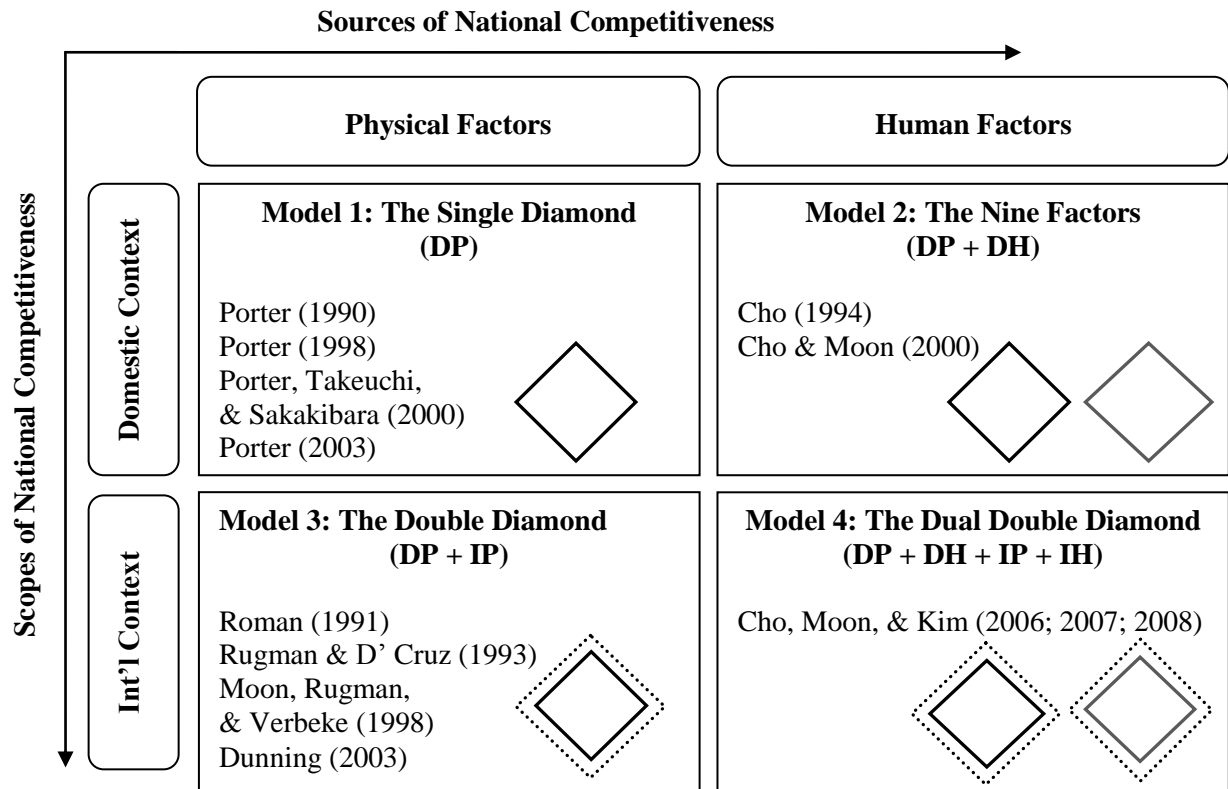 Sources of National Competitiveness
Scopes of National Competitiveness
Physical Factors
Human Factors
Domestic Context
Model 1: The Single Diamond
(DP)
Porter (1990)
Porter (1998)
Porter, Takeuchi,
& Sakakibara (2000)
Porter (2003)
Model 2: The Nine Factors
(DP + DH)
Cho (1994)
Cho & Moon (2000)
Int’l Context
Model 3: The Double Diamond
(DP + IP)
Roman (1991)
Rugman & D’ Cruz (1993)
Moon, Rugman,
& Verbeke (1998)
Dunning (2003)
Model 4: The Dual Double Diamond
(DP + DH + IP + IH)
Cho, Moon, & Kim (2006; 2007; 2008)